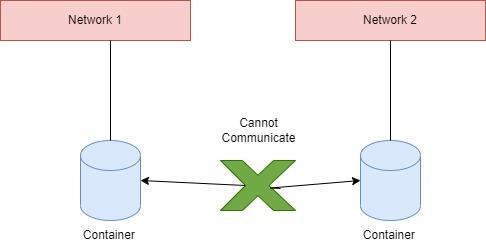 Network 1
Network 2
Cannot
Communicate
Container
Container